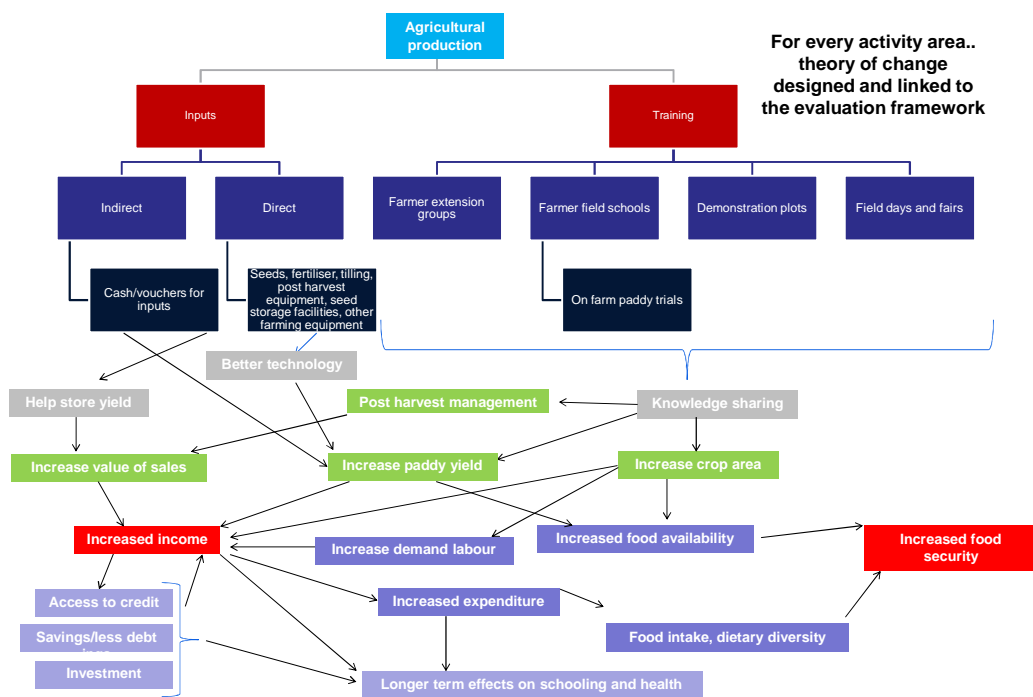 Agricultural
production
For every activity area..
theory of change
designed and linked to
the evaluation framework
Inputs
Training
Indirect
Direct
Farmer extension
groups
Farmer field schools
Demonstration plots
Field days and fairs
Cash/vouchers for
inputs
Seeds, fertiliser, tilling,
post harvest
equipment, seed
storage facilities, other
farming equipment
On farm paddy trials
Better technology
Help store yield
Post harvest management
Knowledge sharing
Increase value of sales
Increase paddy yield
Increase crop area
Increased income
Increase demand labour
Increased food availability
Increased food
security
Access to credit
Increased expenditure
Savings/less debt
Food intake, dietary diversity
Investment
Longer term effects on schooling and health